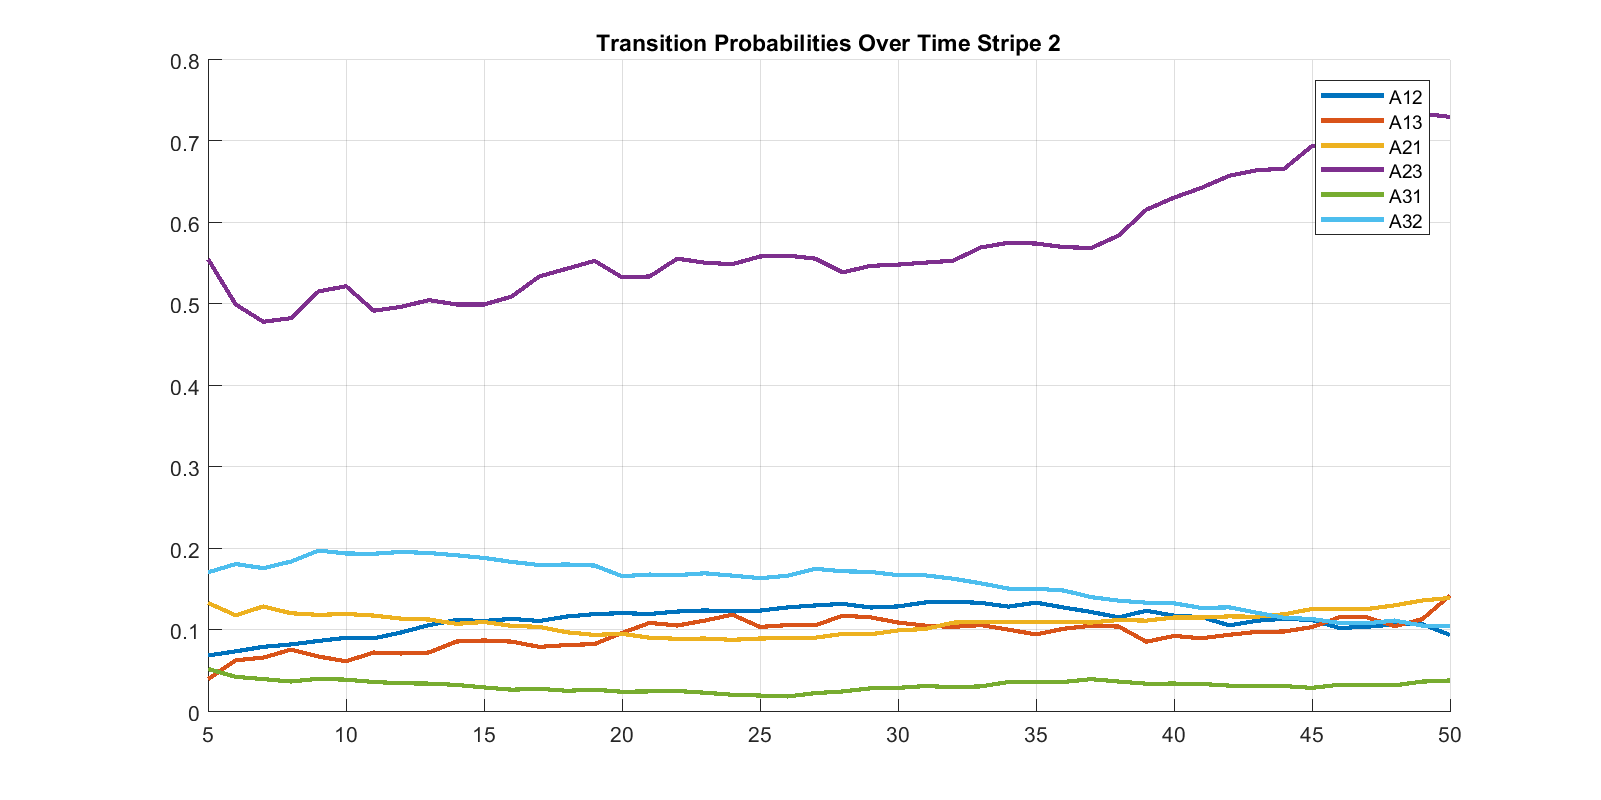 Transition Probabilities Over Time Stripe 2
0.8
0.7
0.6
0.5
0.4
0.3
0.2
0.1
0
5 10 15 20 25 30 35 40 45 50
A12
A13
A21
A23
A31
A32